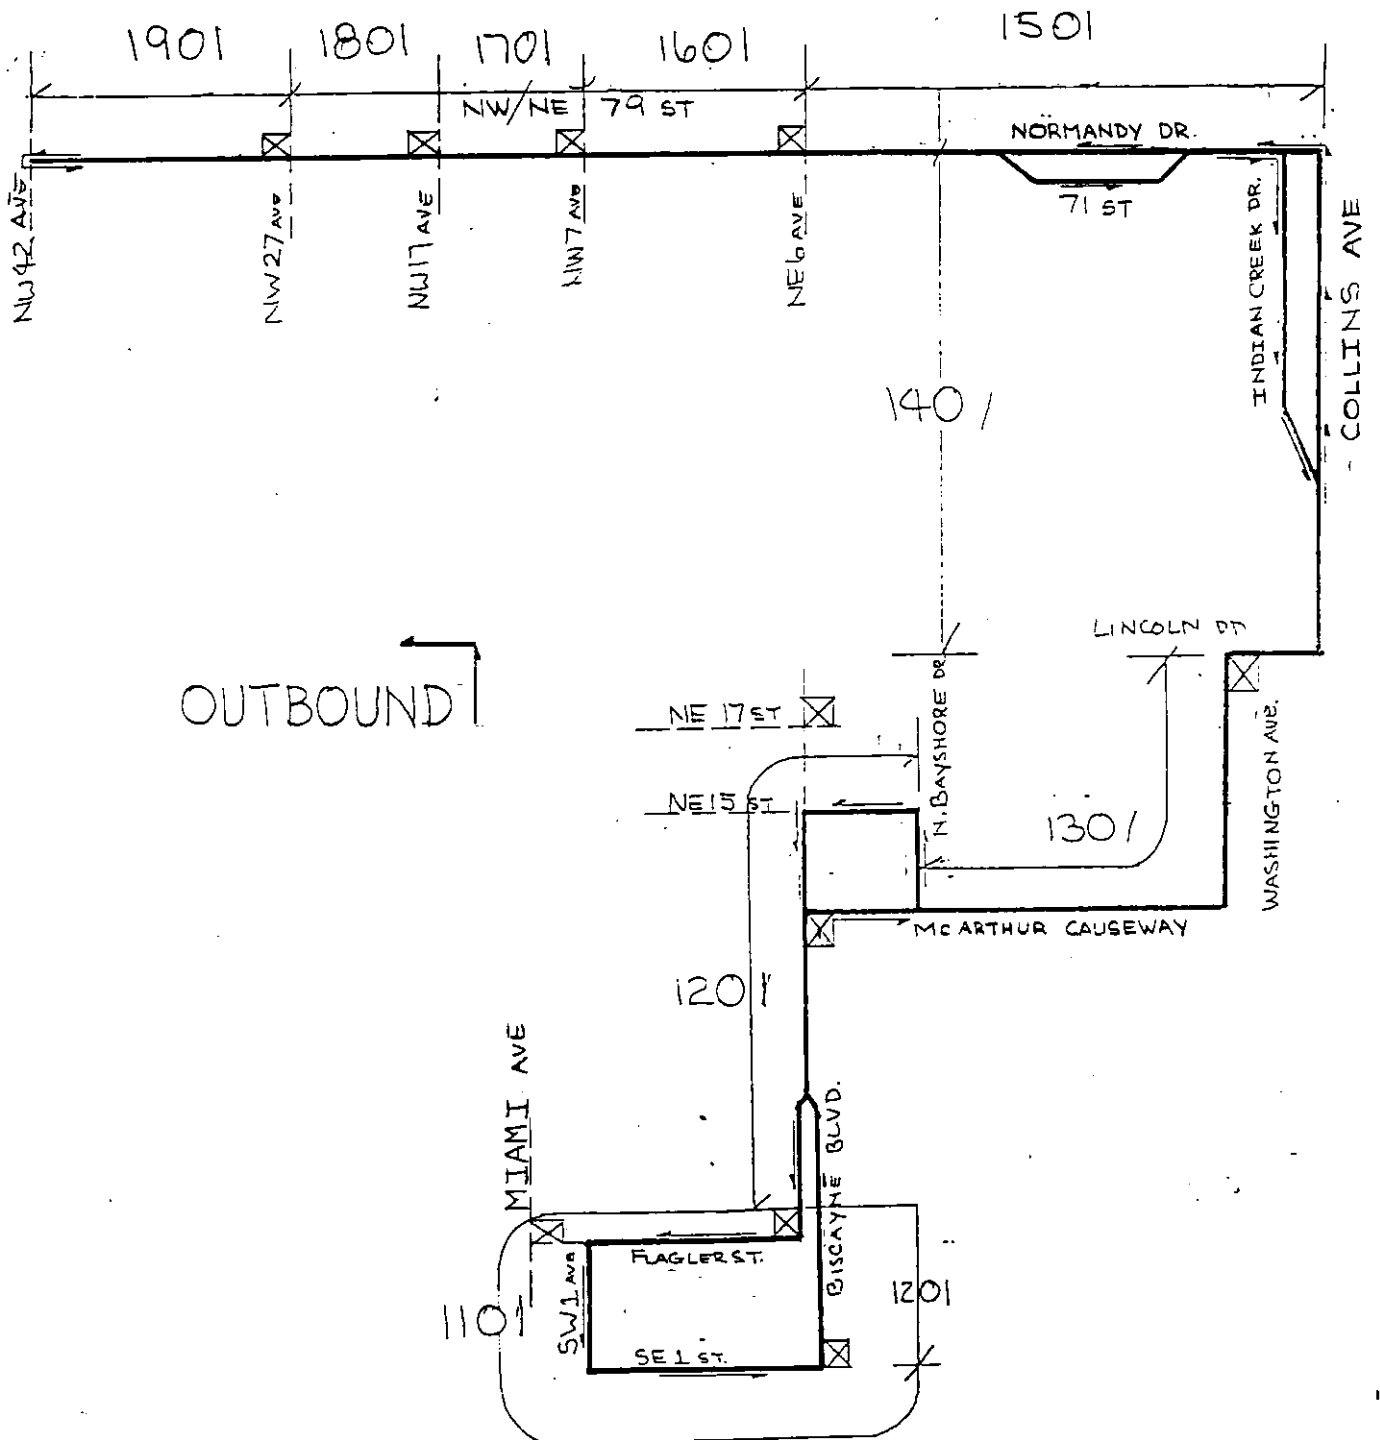 1901
1801
1701
1601
1501
NW/NE 79 ST
NORMANDY DR.
71 ST
NW 42 AVE
NW 27 AVE
NW 17 AVE
NW 7 AVE
NE 6 AVE
INDIAN CREEK DR.
COLLINS AVE
1401
LINCOLN
OUTBOUND
NE 17 ST
N. BAYSHORE DR
WASHINGTON AVE.
NE 15 ST
1301
MC ARTHUR CAUSEWAY
1201
MIAMI AVE
BISCAYNE BLVD.
FLAGLER ST.
SW 1 AVE
1101
1201
SE 1 ST.